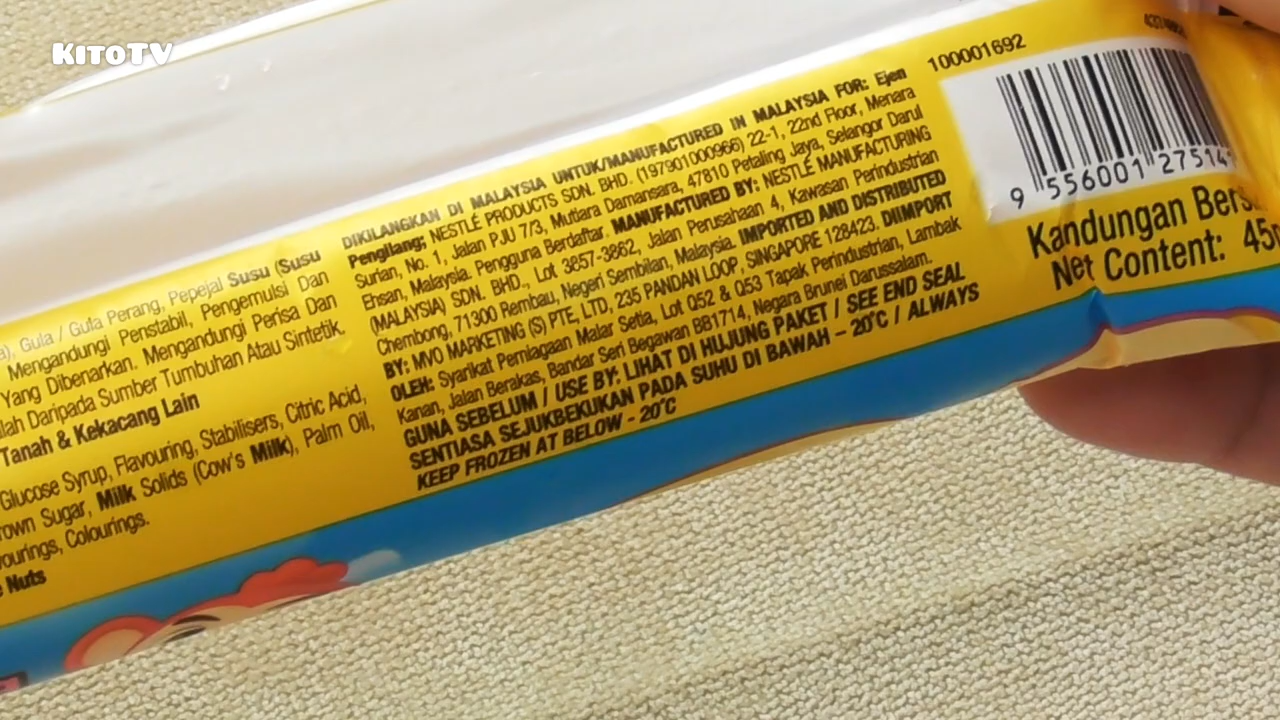 KITOTV
a), Gula / Gula Perang, Pepejal Susu (Susu
Mengandungi Penstabil, Pengemulsi Dan
Yang Dibenarkan. Mengandungi Perisa Dan
Daripada Sumber Tumbuhan Atau Sintetik.
Tanah & Kekacang Lain
Glucose Syrup, Flavouring, Stabilisers, Citric Acid,
Sugar, Milk Solids (Cow's Milk), Palm Oil,
Colourings.
Nuts
DIKILANGKAN DI MALAYSIA UNTUK/MANUFACTURED IN MALAYSIA FOR: Ejen
Pengilang: NESTLÉ PRODUCTS SDN. BHD. (197901000966) 22-1, 22nd Floor, Menara
Surian, No. 1, Jalan PJU 7/3, Mutiara Damansara, 47810 Petaling Jaya, Selangor Darul
Ehsan, Malaysia. Pengguna Berdaftar. MANUFACTURED BY: NESTLÉ MANUFACTURING
(MALAYSIA) SDN. BHD., Lot 3857-3862, Jalan Perusahaan 4, Kawasan Perindustrian
Chembong, 71300 Rembau, Negeri Sembilan, Malaysia. IMPORTED AND DISTRIBUTED
BY: MVO MARKETING (S) PTE, LTD, 235 PANDAN LOOP, SINGAPORE 128423. DIIMPORT
OLEH: Syarikat Perniagaan Malar Setia, Lot Q52 & Q53 Tapak Perindustrian, Lambak
Kanan, Jalan Berakas, Bandar Seri Begawan BB1714, Negara Brunei Darussalam.
GUNA SEBELUM / USE BY: LIHAT DI HUJUNG PAKET / SEE END SEAL
SENTIASA SEJUKBEKUKAN PADA SUHU DI BAWAH – 20°C / ALWAYS
KEEP FROZEN AT BELOW - 20°C
100001692
9 556001 27514
Kandungan Bers
Net Content: 45